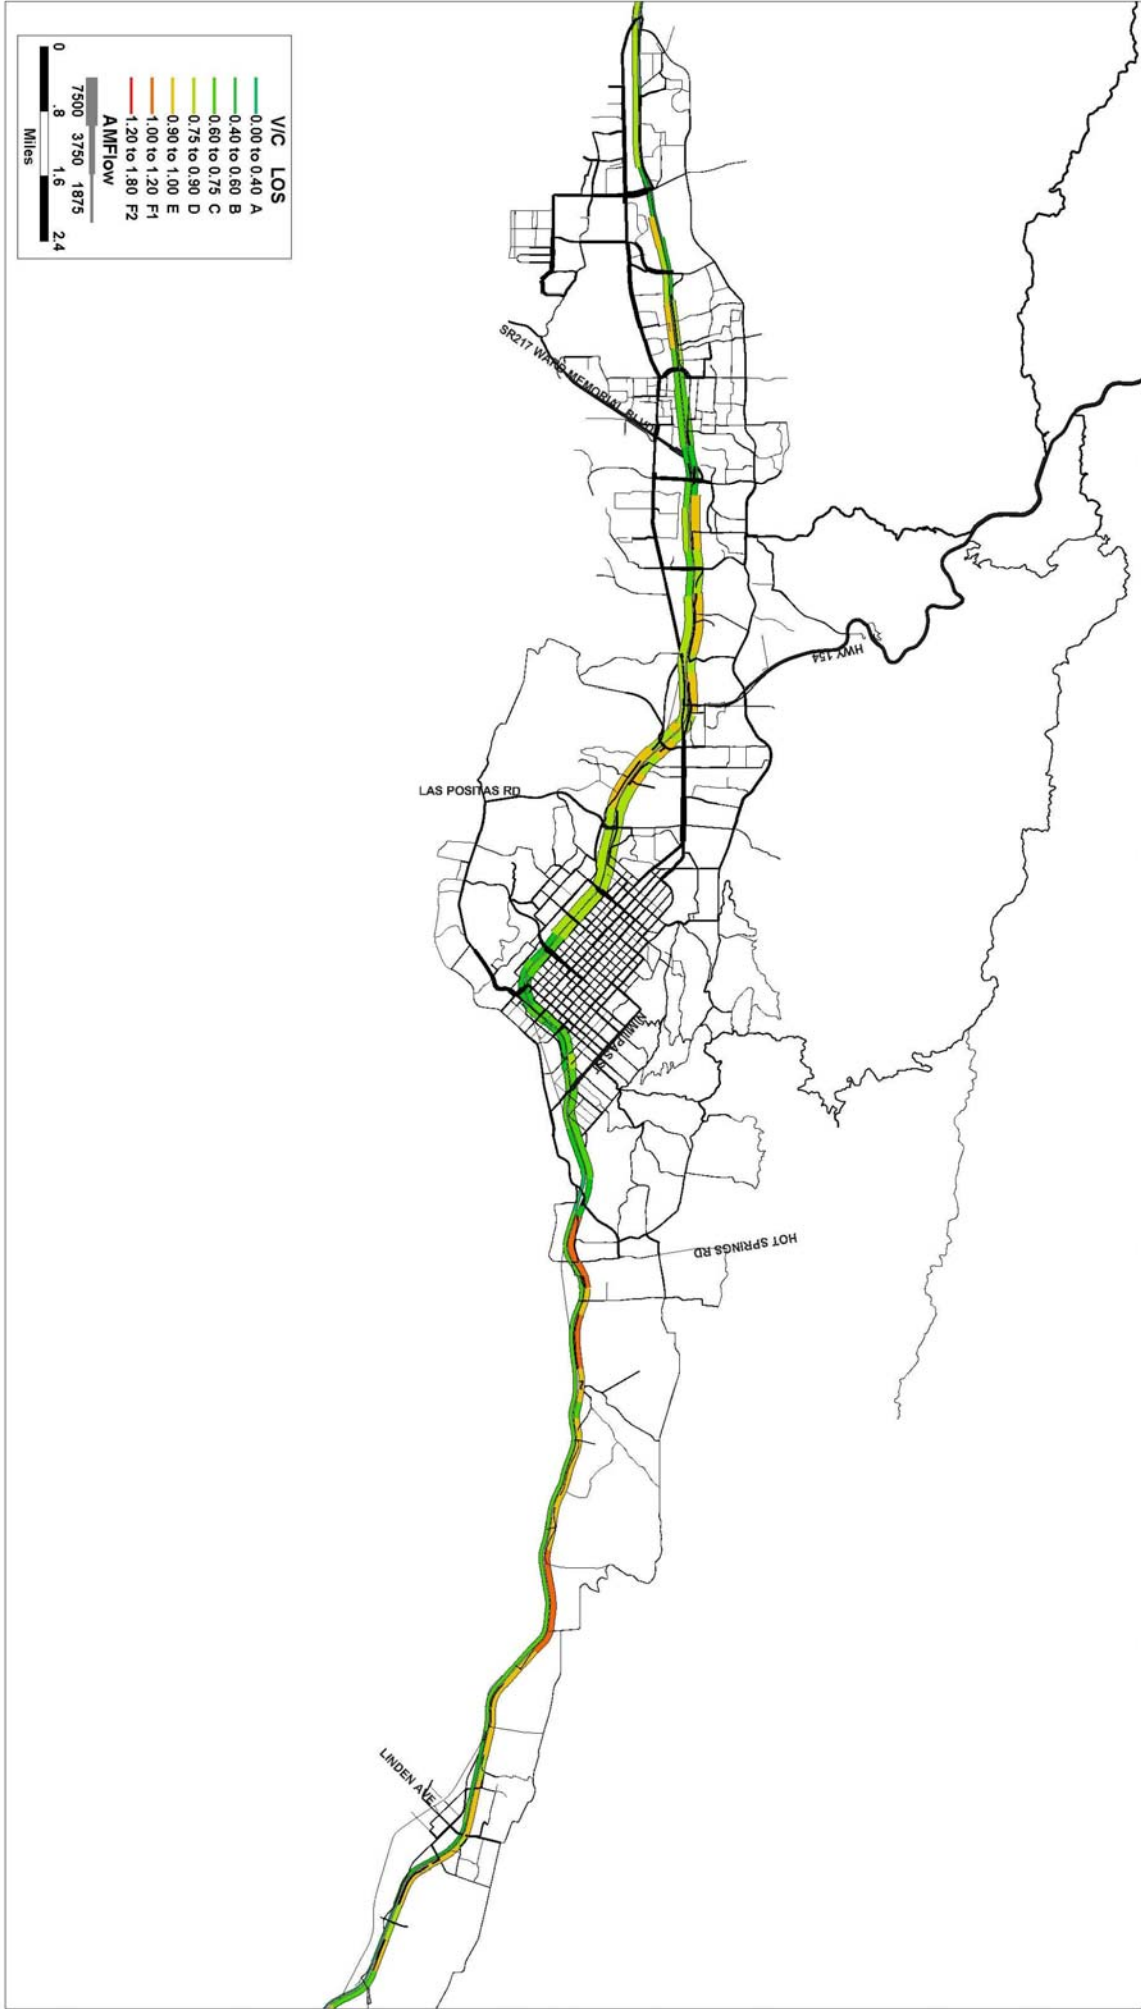 V/C LOS
0.00 to 0.40 A
0.40 to 0.60 B
0.60 to 0.75 C
0.75 to 0.90 D
0.90 to 1.00 E
1.00 to 1.20 F1
1.20 to 1.80 F2
AMFlow
7500 3750 1875
0 .8 1.6 2.4
Miles
SR217 WARD MEMORIAL BLVD
HWY 154
LAS POSITAS RD
HOT SPRINGS RD
LINDEN AVE